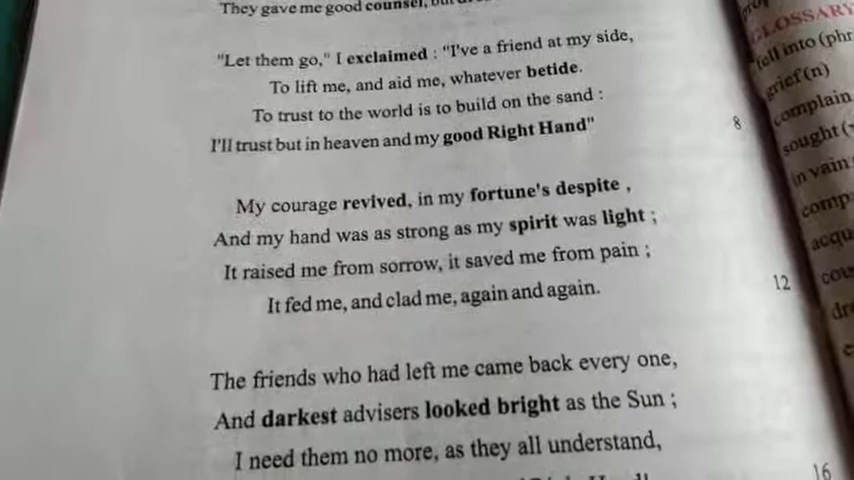 They gave me good counsel, but
"Let them go," I exclaimed : "I've a friend at my side,
To lift me, and aid me, whatever betide.
To trust to the world is to build on the sand :
I'll trust but in heaven and my good Right Hand"
8
My courage revived, in my fortune's despite ,
And my hand was as strong as my spirit was light ;
It raised me from sorrow, it saved me from pain ;
It fed me, and clad me, again and again.
12
The friends who had left me came back every one,
And darkest advisers looked bright as the Sun ;
I need them no more, as they all understand,
16
GLOSSARY
fell into (phr
grief (n)
complain
sought (v
in vain